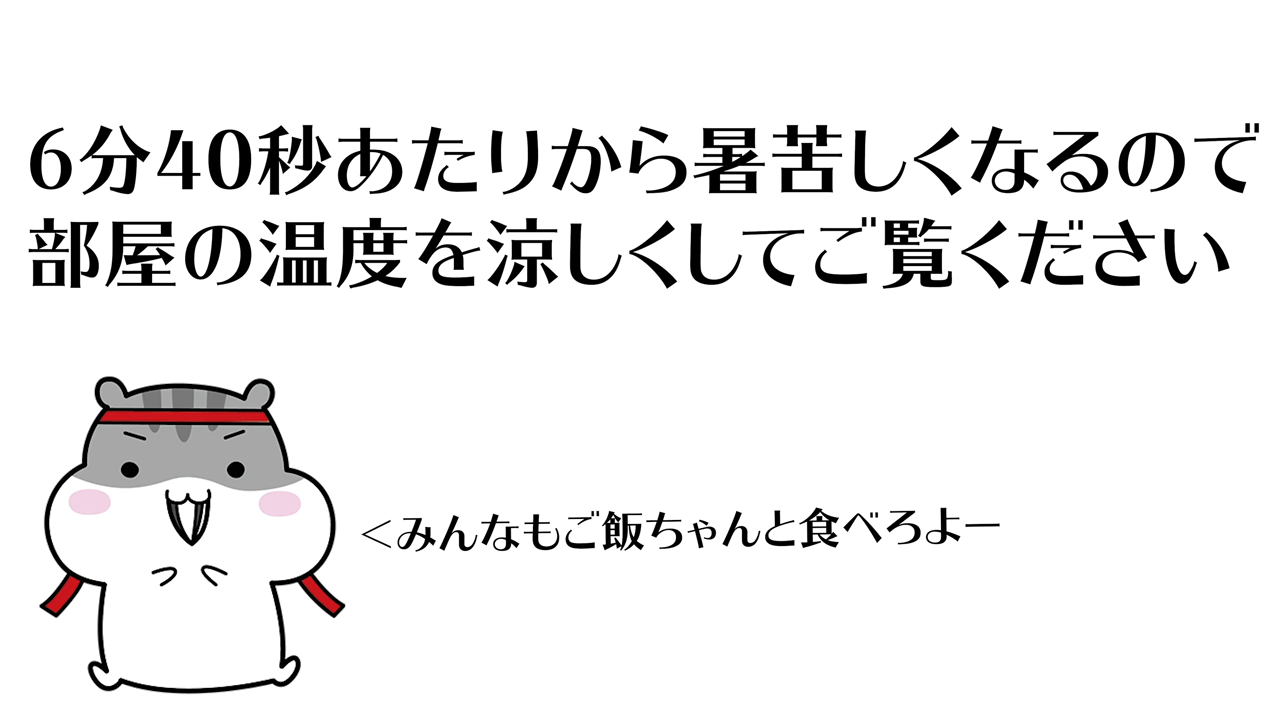 6分40秒あたりから暑苦しくなるので
部屋の温度を涼しくしてご覧ください
＜みんなもご飯ちゃんと食べろよー